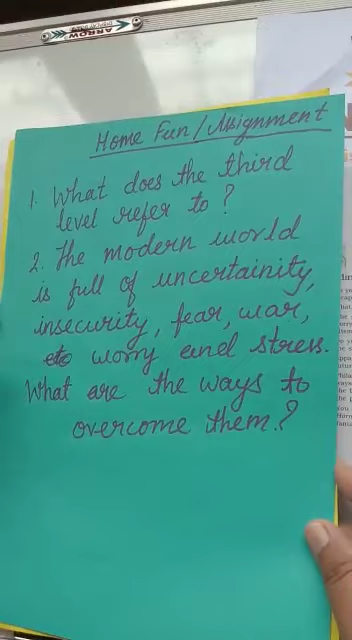 ARROW
Home Fun/Assignment
1. What does the third
level refer to?
2. The modern world
is full of uncertainity,
insecurity, fear, war,
etc worry and stress.
What are the ways to
overcome them?